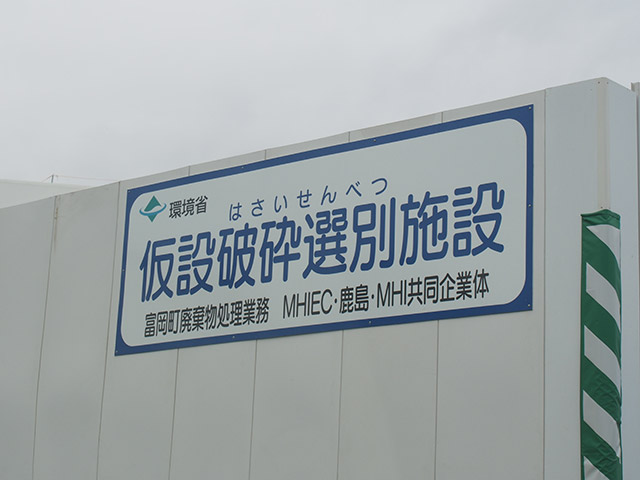 環境省
はさいせんべつ
仮設破砕選別施設
富岡町廃棄物処理業務 MHIEC・鹿島・MHI共同企業体